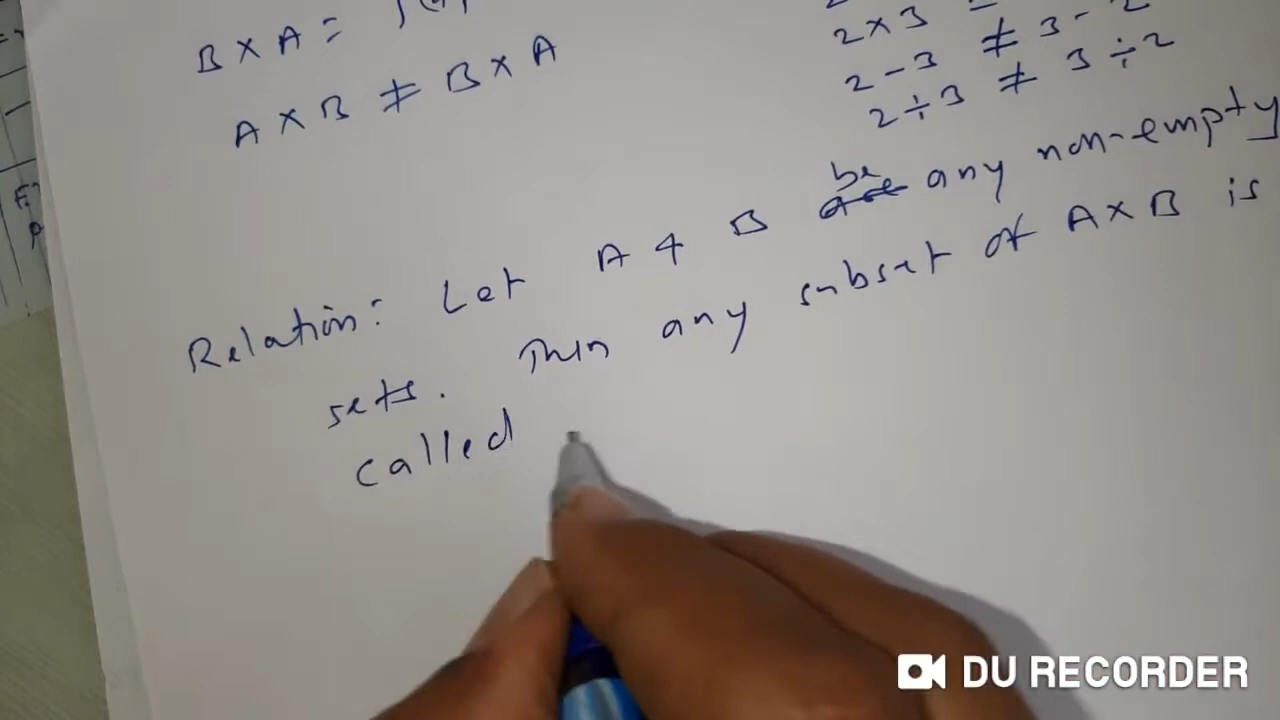 B × A =
A × B ≠ B × A
2 × 3
2 - 3 ≠ 3 - 2
2 ÷ 3 ≠ 3 ÷ 2
Relation: Let A & B be any non-empty
sets. Then any subset of A × B is
called
DU RECORDER